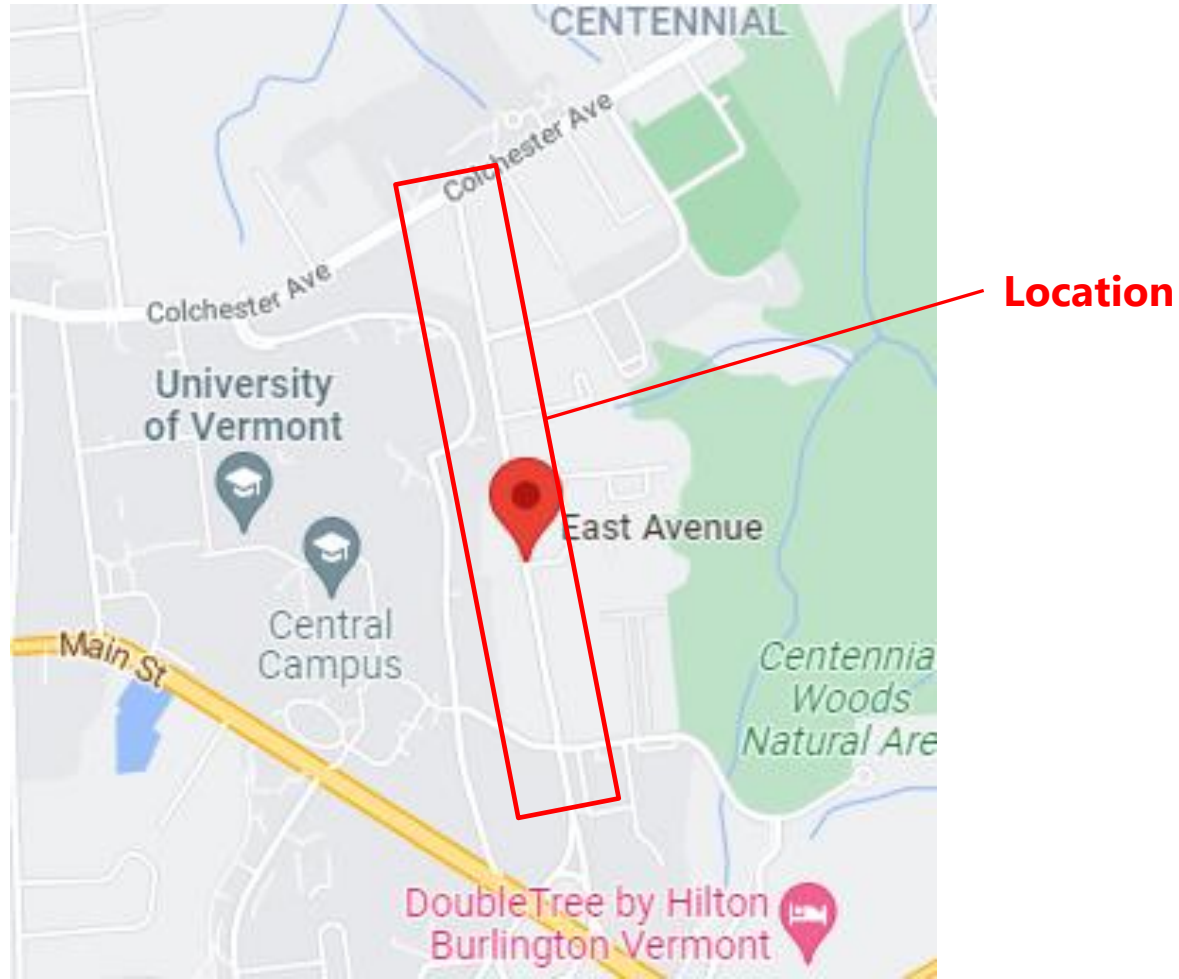 CENTENNIAL
Colchester Ave
Location
Colchester Ave
University
of Vermont
East Avenue
Central
Campus
Main St
Centennia
Woods
Natural Are
DoubleTree by Hilton
Burlington Vermont